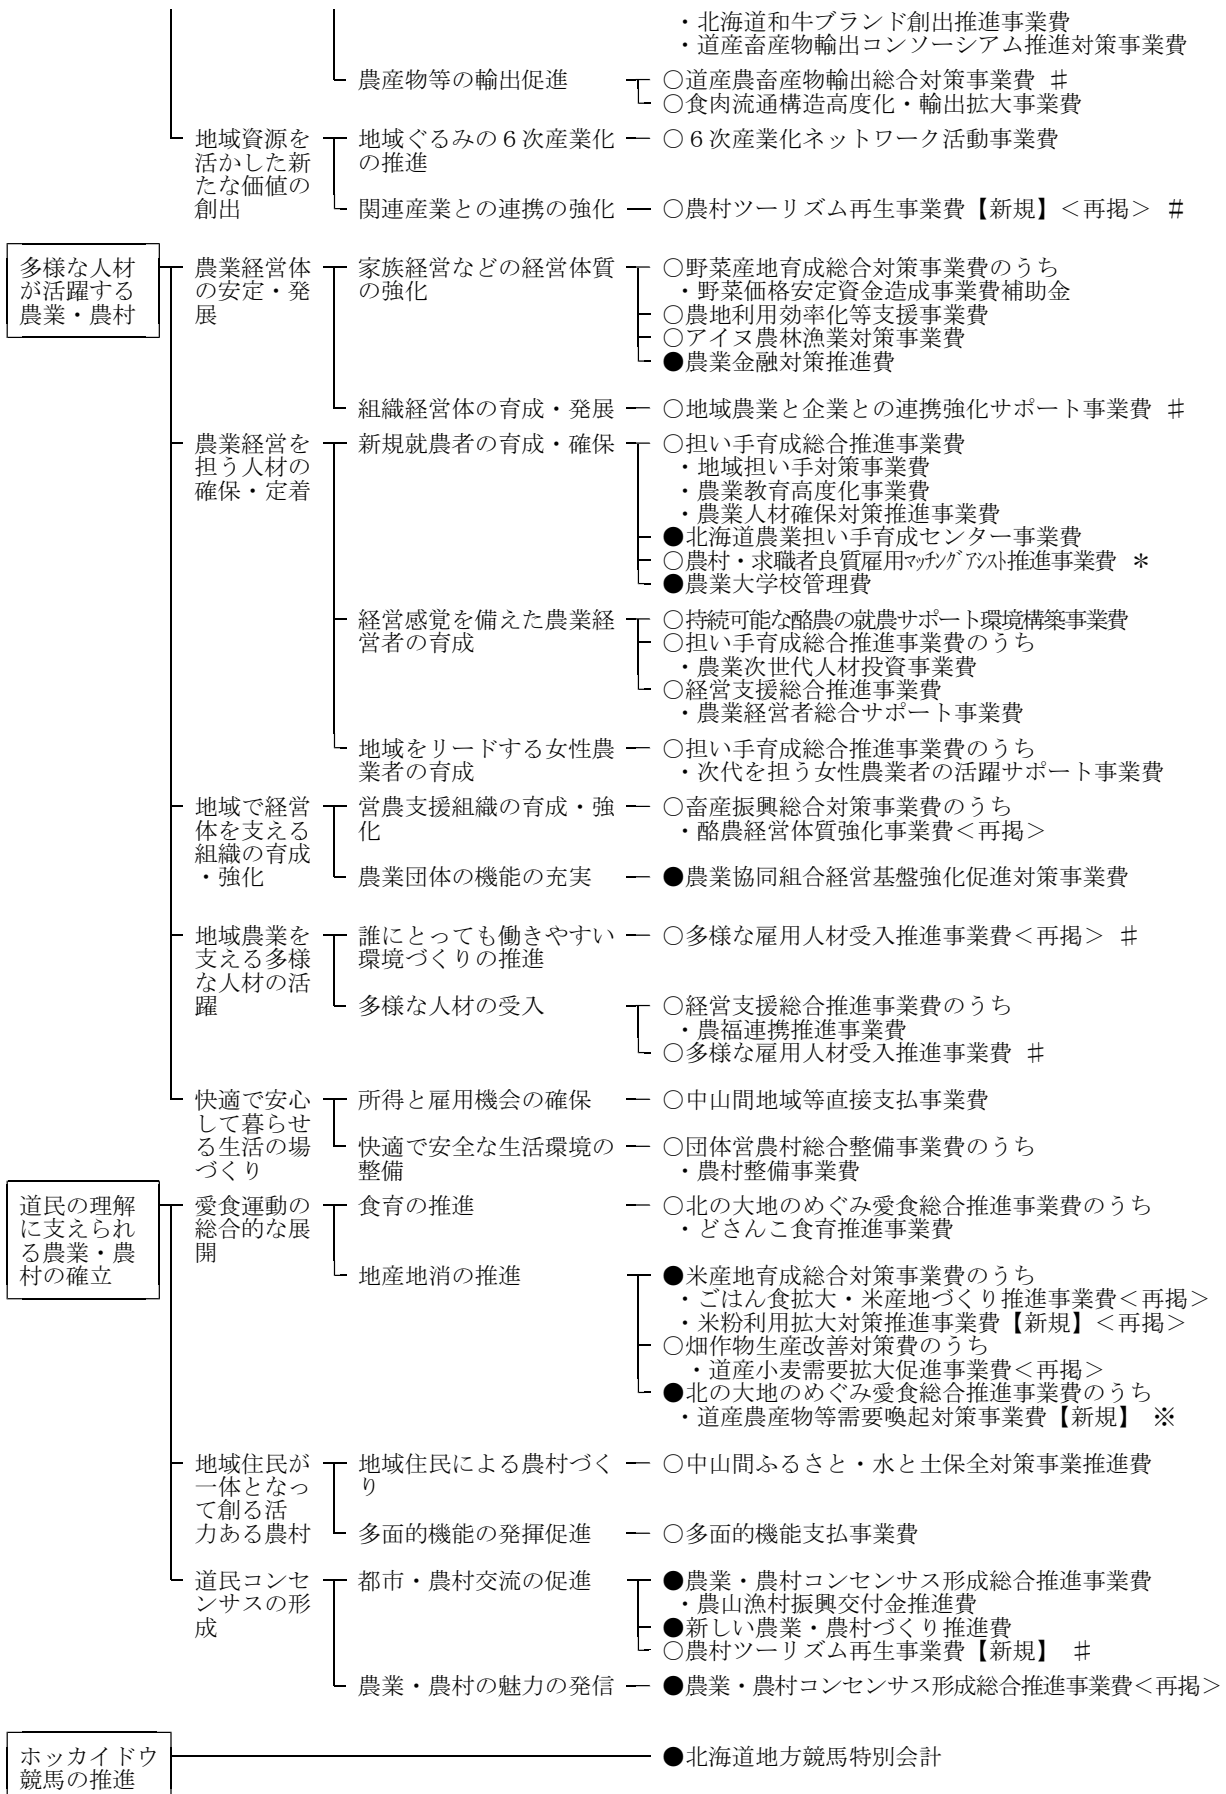 ・北海道和牛ブランド創出推進事業費
・道産畜産物輸出コンソーシアム推進対策事業費
農産物等の輸出促進 ○道産農畜産物輸出総合対策事業費 ＃
○食肉流通構造高度化・輸出拡大事業費
地域資源を 地域ぐるみの６次産業化 ○６次産業化ネットワーク活動事業費
活かした新 の推進
たな価値の
創出 関連産業との連携の強化 ○農村ツーリズム再生事業費【新規】＜再掲＞ ＃
多様な人材 農業経営体 家族経営などの経営体質 ○野菜産地育成総合対策事業費のうち
が活躍する の安定・発 の強化 ・野菜価格安定資金造成事業費補助金
農業・農村 展 ○農地利用効率化等支援事業費
○アイヌ農林漁業対策事業費
●農業金融対策推進費
組織経営体の育成・発展 ○地域農業と企業との連携強化サポート事業費 ＃
農業経営を 新規就農者の育成・確保 ○担い手育成総合推進事業費
担う人材の ・地域担い手対策事業費
確保・定着 ・農業教育高度化事業費
・農業人材確保対策推進事業費
●北海道農業担い手育成センター事業費
○農村・求職者良質雇用ﾏｯﾁﾝｸﾞｱｼｽﾄ推進事業費 ＊
●農業大学校管理費
経営感覚を備えた農業経 ○持続可能な酪農の就農サポート環境構築事業費
営者の育成 ○担い手育成総合推進事業費のうち
・農業次世代人材投資事業費
○経営支援総合推進事業費
・農業経営者総合サポート事業費
地域をリードする女性農 ○担い手育成総合推進事業費のうち
業者の育成 ・次代を担う女性農業者の活躍サポート事業費
地域で経営 営農支援組織の育成・強 ○畜産振興総合対策事業費のうち
体を支える 化 ・酪農経営体質強化事業費＜再掲＞
組織の育成
・強化 農業団体の機能の充実 ●農業協同組合経営基盤強化促進対策事業費
地域農業を 誰にとっても働きやすい ○多様な雇用人材受入推進事業費＜再掲＞ ＃
支える多様 環境づくりの推進
な人材の活
躍 多様な人材の受入 ○経営支援総合推進事業費のうち
・農福連携推進事業費
○多様な雇用人材受入推進事業費 ＃
快適で安心 所得と雇用機会の確保 ○中山間地域等直接支払事業費
して暮らせ
る生活の場 快適で安全な生活環境の ○団体営農村総合整備事業費のうち
づくり 整備 ・農村整備事業費
道民の理解 愛食運動の 食育の推進 ○北の大地のめぐみ愛食総合推進事業費のうち
に支えられ 総合的な展 ・どさんこ食育推進事業費
る農業・農 開
村の確立 地産地消の推進 ●米産地育成総合対策事業費のうち
・ごはん食拡大・米産地づくり推進事業費＜再掲＞
・米粉利用拡大対策推進事業費【新規】＜再掲＞
○畑作物生産改善対策費のうち
・道産小麦需要拡大促進事業費＜再掲＞
●北の大地のめぐみ愛食総合推進事業費のうち
・道産農産物等需要喚起対策事業費【新規】 ※
地域住民が 地域住民による農村づく ○中山間ふるさと・水と土保全対策事業推進費
一体となっ り
て創る活
力ある農村 多面的機能の発揮促進 ○多面的機能支払事業費
道民コンセ 都市・農村交流の促進 ●農業・農村コンセンサス形成総合推進事業費
ンサスの形 ・農山漁村振興交付金推進費
成 ●新しい農業・農村づくり推進費
○農村ツーリズム再生事業費【新規】 ＃
農業・農村の魅力の発信 ●農業・農村コンセンサス形成総合推進事業費＜再掲＞
ホッカイドウ ●北海道地方競馬特別会計
競馬の推進